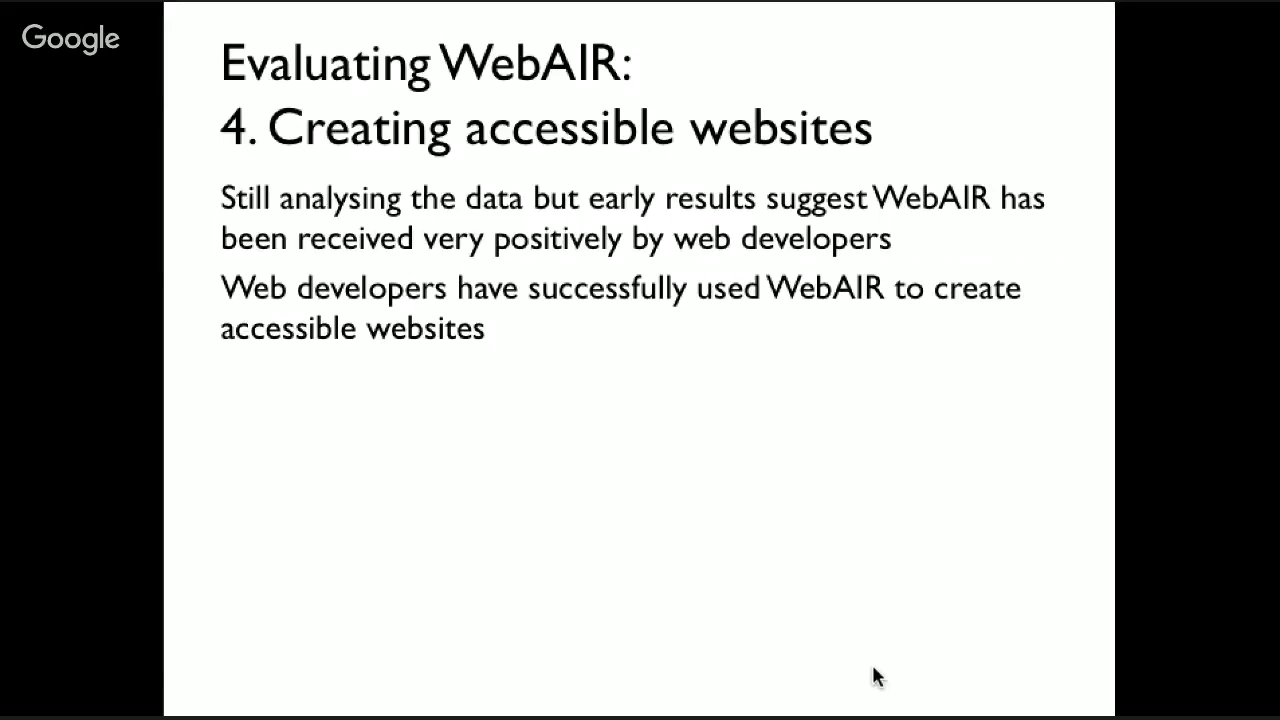 Google
Evaluating WebAIR:
4. Creating accessible websites
Still analysing the data but early results suggest WebAIR has
been received very positively by web developers
Web developers have successfully used WebAIR to create
accessible websites